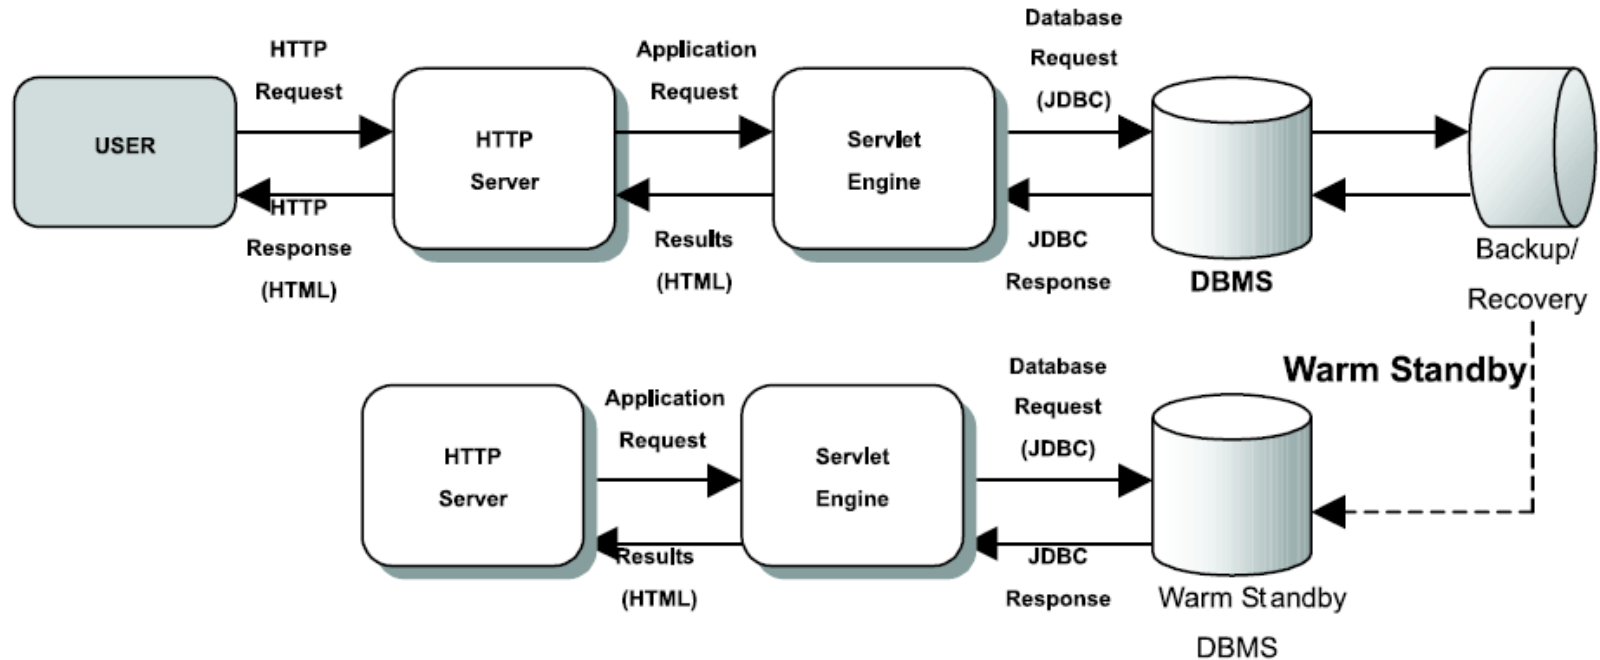 USER
HTTP
Request
HTTP
Response
(HTML)
HTTP
Server
Application
Request
Results
(HTML)
Servlet
Engine
Database
Request
(JDBC)
JDBC
Response
DBMS
Backup/
Recovery
Warm Standby
HTTP
Server
Application
Request
Results
(HTML)
Servlet
Engine
Database
Request
(JDBC)
JDBC
Response
Warm Standby
DBMS